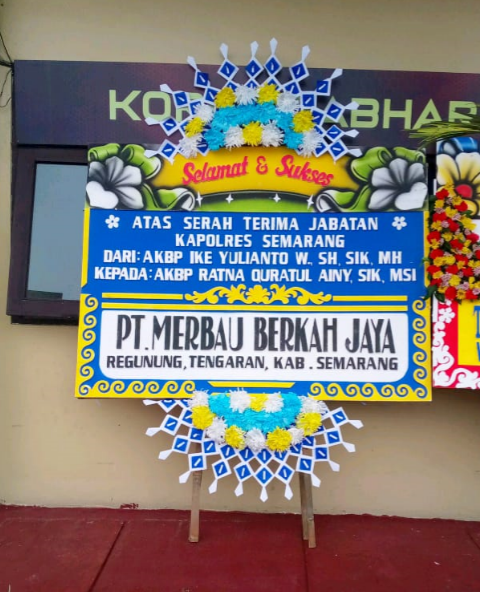 Selamat & Sukses
ATAS SERAH TERIMA JABATAN
KAPOLRES SEMARANG
DARI: AKBP IKE YULIANTO W., SH, SIK, MH
KEPADA: AKBP RATNA QURATUL AINY, SIK, MSI
PT. MERBAU BERKAH JAYA
REGUNUNG, TENGARAN, KAB. SEMARANG